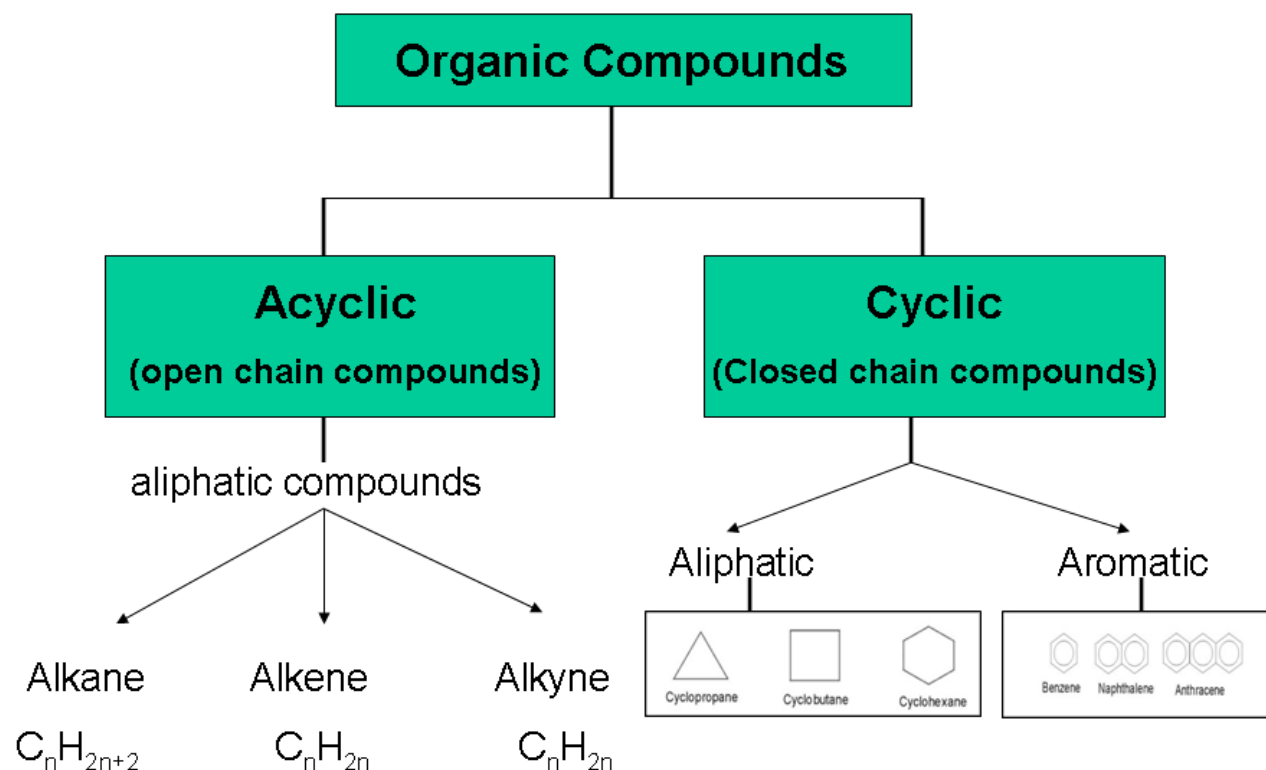 Organic Compounds
Acyclic
(open chain compounds)
Cyclic
(Closed chain compounds)
aliphatic compounds
Aliphatic
Aromatic
Cyclopropane
Cyclobutane
Cyclohexane
Benzene
Naphthalene
Anthracene
Alkane
Alkene
Alkyne
CₙH₂ₙ₊₂
CₙH₂ₙ
CₙH₂ₙ